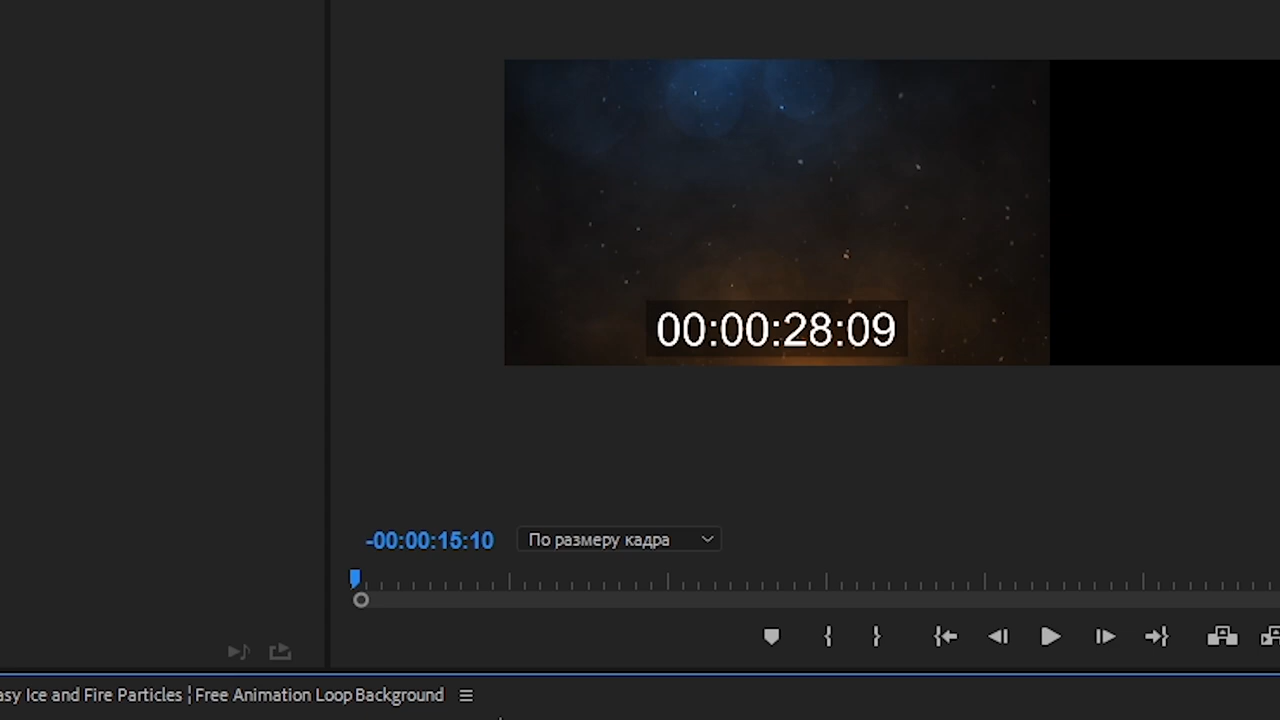 00:00:28:09
-00:00:15:10
По размеру кадра
asy Ice and Fire Particles ¦ Free Animation Loop Background